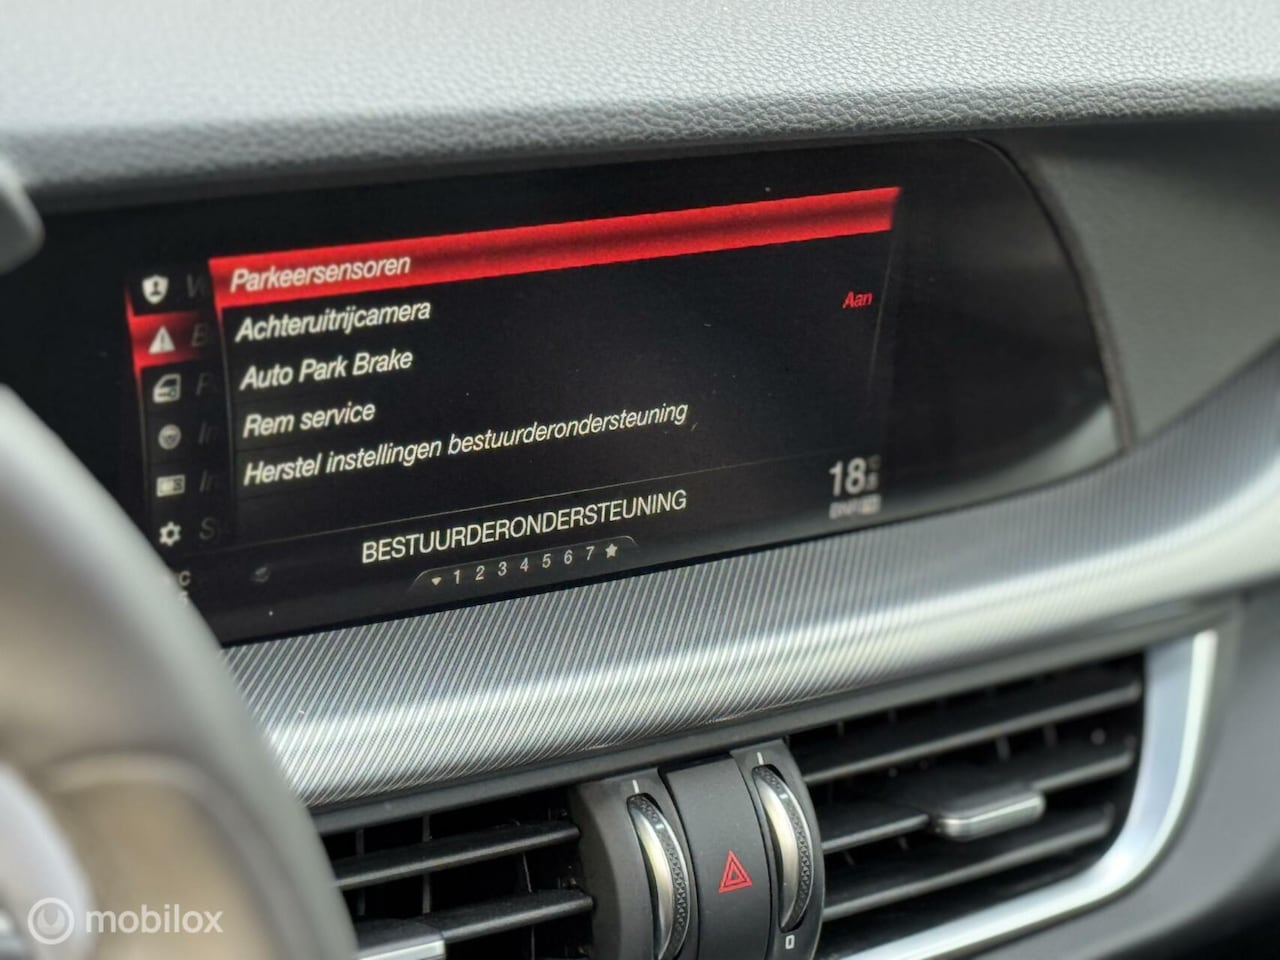 Parkeersensoren
Achteruitrijcamera
Aan
Auto Park Brake
Rem service
Herstel instellingen bestuurderondersteuning
BESTUURDERONDERSTEUNING
18
1 2 3 4 5 6 7
0
mobilox